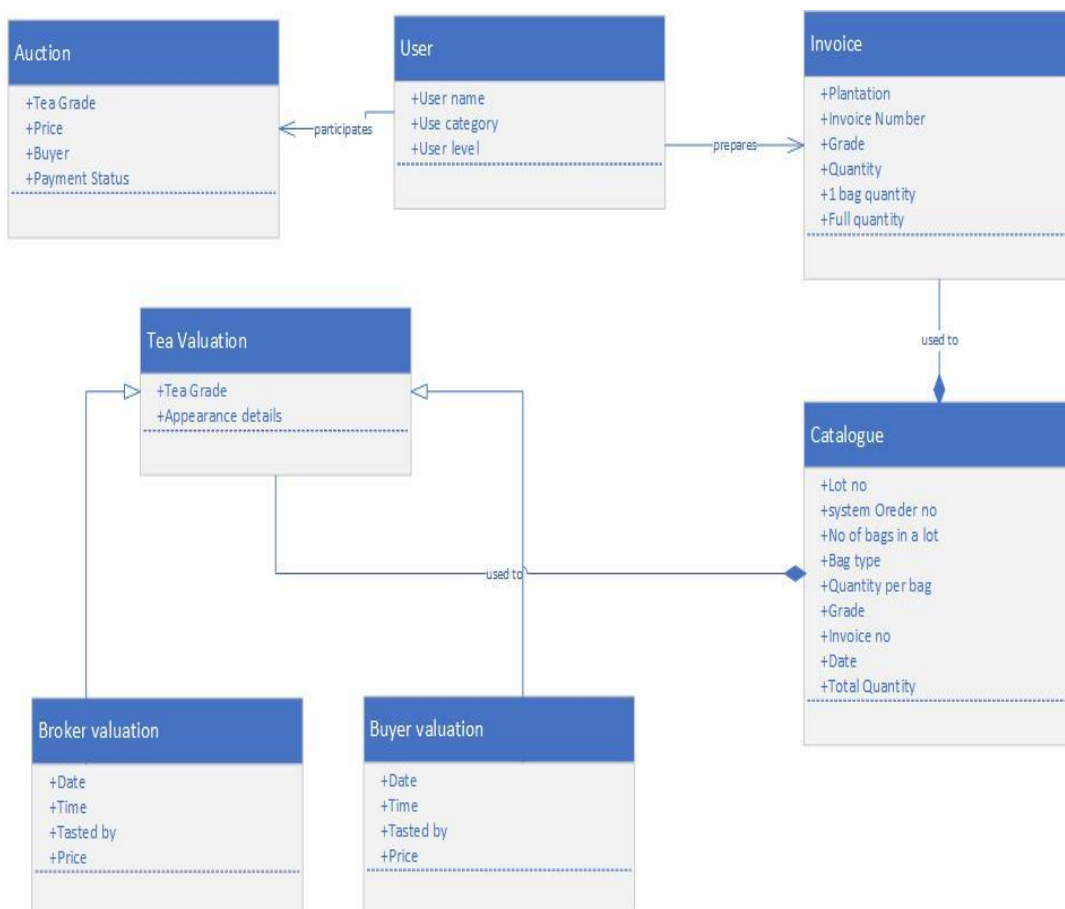 Auction
+Tea Grade
+Price
+Buyer
+Payment Status
participates
User
+User name
+Use category
+User level
prepares
Invoice
+Plantation
+Invoice Number
+Grade
+Quantity
+1 bag quantity
+Full quantity
used to
Tea Valuation
+Tea Grade
+Appearance details
used to
Catalogue
+Lot no
+system Oreder no
+No of bags in a lot
+Bag type
+Quantity per bag
+Grade
+Invoice no
+Date
+Total Quantity
Broker valuation
+Date
+Time
+Tasted by
+Price
Buyer valuation
+Date
+Time
+Tasted by
+Price